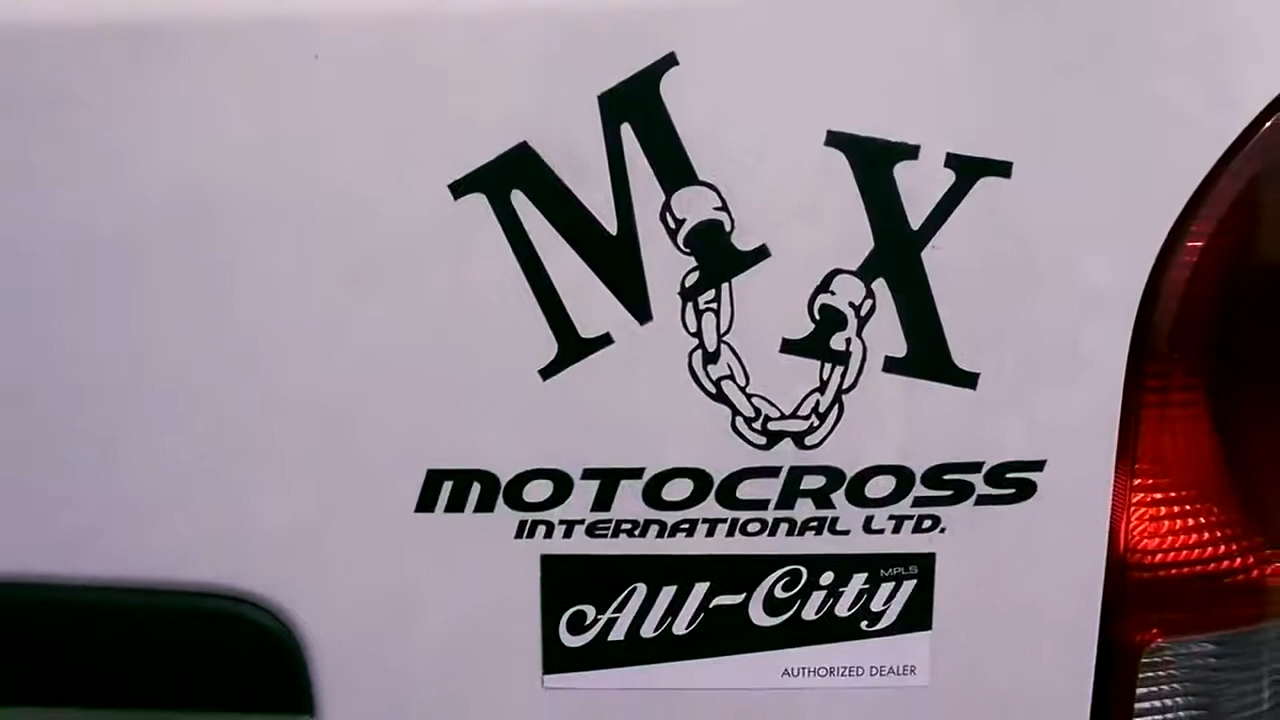 MX
MOTOCROSS
INTERNATIONAL LTD.
All-City MPLS
AUTHORIZED DEALER